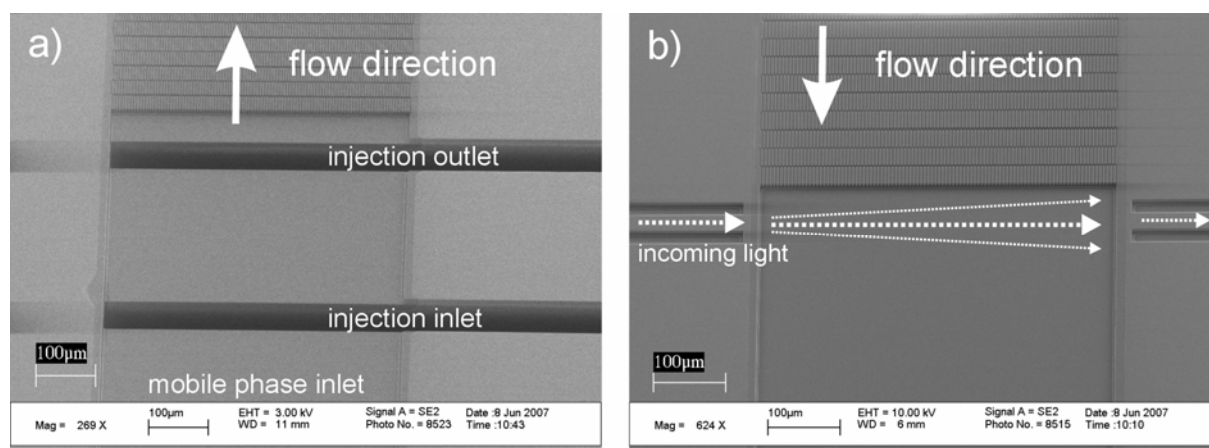 a)
flow direction
injection outlet
injection inlet
100µm
mobile phase inlet
Mag = 269 X
100µm
EHT = 3.00 kV
WD = 11 mm
Signal A = SE2
Photo No. = 8523
Date :8 Jun 2007
Time :10:43
b)
flow direction
incoming light
100µm
Mag = 624 X
100µm
EHT = 10.00 kV
WD = 6 mm
Signal A = SE2
Photo No. = 8515
Date :8 Jun 2007
Time :10:10